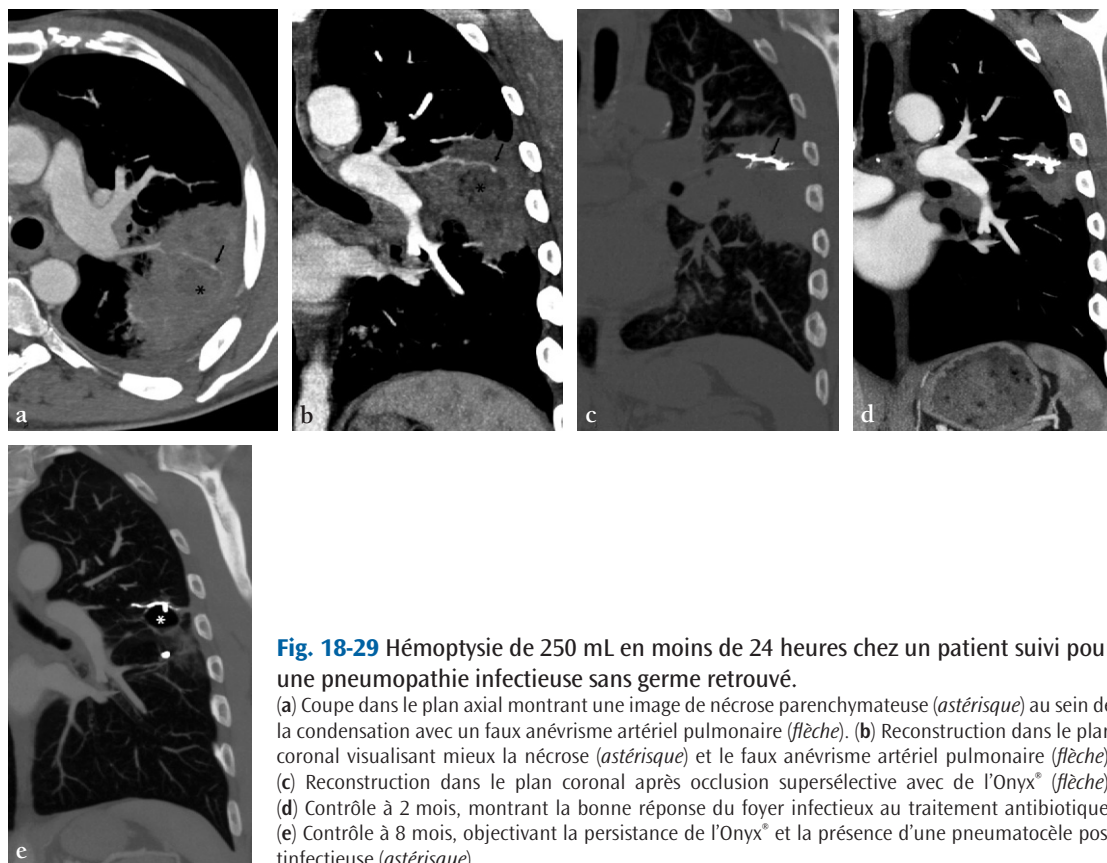 a
b
c
d
e
Fig. 18-29 Hémoptysie de 250 mL en moins de 24 heures chez un patient suivi pou
une pneumopathie infectieuse sans germe retrouvé.
(a) Coupe dans le plan axial montrant une image de nécrose parenchymateuse (astérisque) au sein de
la condensation avec un faux anévrisme artériel pulmonaire (flèche). (b) Reconstruction dans le plan
coronal visualisant mieux la nécrose (astérisque) et le faux anévrisme artériel pulmonaire (flèche)
(c) Reconstruction dans le plan coronal après occlusion supersélective avec de l'Onyx® (flèche)
(d) Contrôle à 2 mois, montrant la bonne réponse du foyer infectieux au traitement antibiotique
(e) Contrôle à 8 mois, objectivant la persistance de l'Onyx® et la présence d'une pneumatocèle pos
tinfectieuse (astérisque)